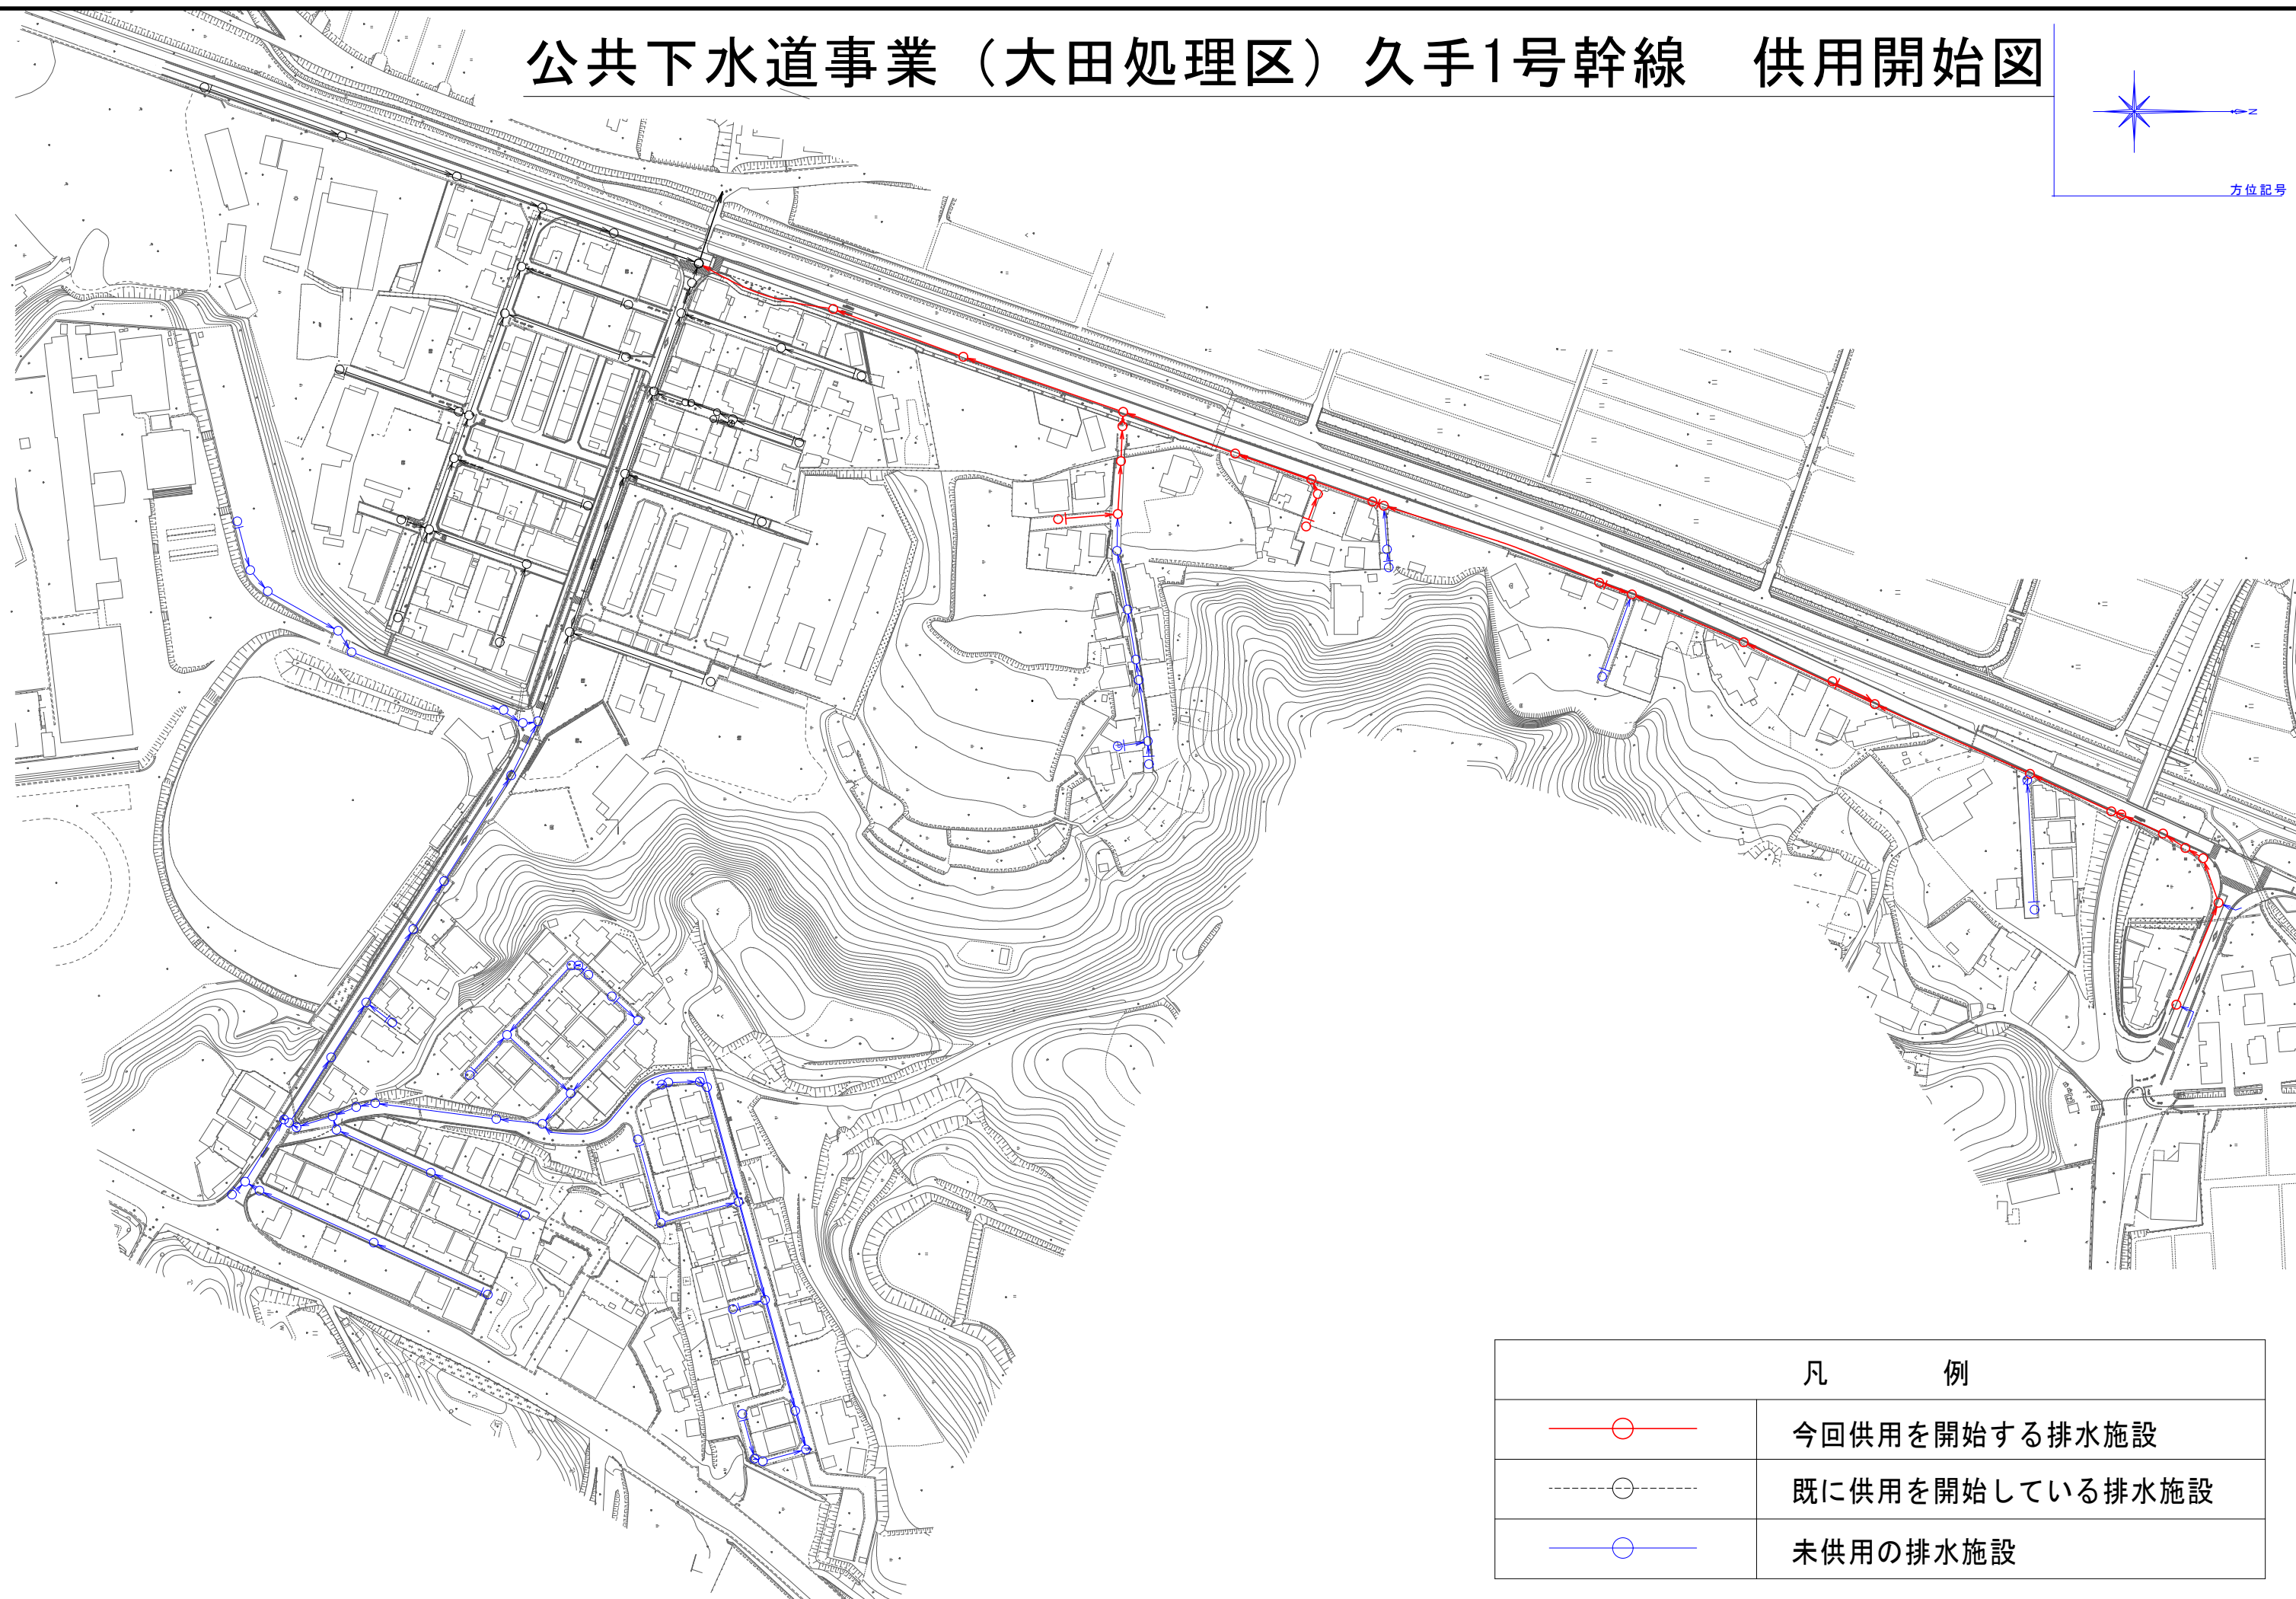 公共下水道事業（大田処理区）久手1号幹線　供用開始図
N
方位記号
凡　例
今回供用を開始する排水施設
既に供用を開始している排水施設
未供用の排水施設